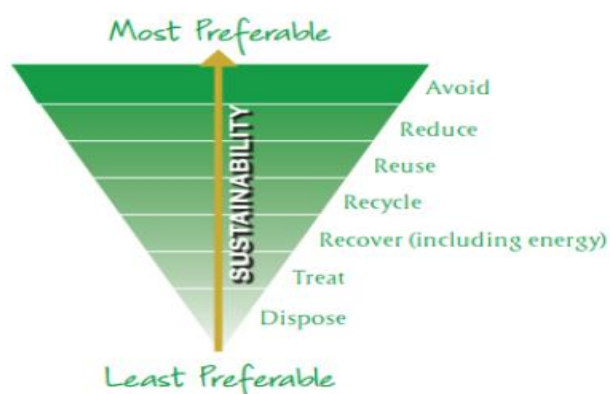 Most Preferable
Avoid
Reduce
Reuse
Recycle
Recover (including energy)
Treat
Dispose
SUSTAINABILITY
Least Preferable